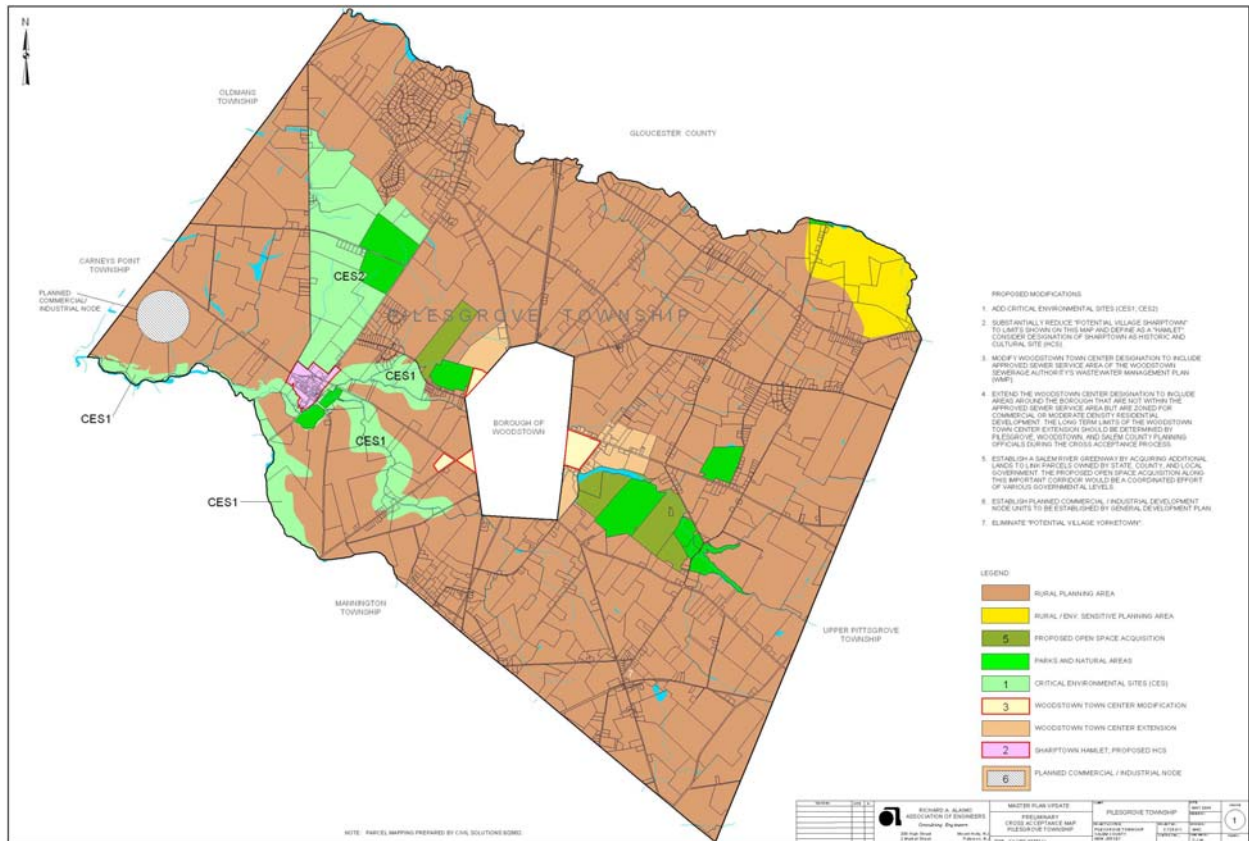 N
OLDMANS
TOWNSHIP
GLOUCESTER COUNTY
CARNEYS POINT
TOWNSHIP
PLANNED
COMMERCIAL/
INDUSTRIAL NODE
CES2
PILESGROVE TOWNSHIP
CES1
CES1
BOROUGH OF
WOODSTOWN
CES1
CES1
MANNINGTON
TOWNSHIP
UPPER PITTSGROVE
TOWNSHIP
PROPOSED MODIFICATIONS
1. ADD CRITICAL ENVIRONMENTAL SITES (CES1, CES2)
2. SUBSTANTIALLY REDUCE "POTENTIAL VILLAGE SHARPTOWN"
TO LIMITS SHOWN ON THIS MAP AND DEFINE AS A "HAMLET"
CONSIDER DESIGNATION OF SHARPTOWN AS HISTORIC AND
CULTURAL SITE (HCS)
3. MODIFY WOODSTOWN TOWN CENTER DESIGNATION TO INCLUDE
APPROVED SEWER SERVICE AREA OF THE WOODSTOWN
SEWERAGE AUTHORITY'S WASTEWATER MANAGEMENT PLAN
(WMP)
4. EXTEND THE WOODSTOWN CENTER DESIGNATION TO INCLUDE
AREAS AROUND THE BOROUGH THAT ARE NOT WITHIN THE
APPROVED SEWER SERVICE AREA BUT ARE ZONED FOR
COMMERCIAL OR MODERATE DENSITY RESIDENTIAL
DEVELOPMENT. THE LONG TERM LIMITS OF THE WOODSTOWN
TOWN CENTER EXTENSION SHOULD BE DETERMINED BY
PILESGROVE, WOODSTOWN, AND SALEM COUNTY PLANNING
OFFICIALS DURING THE CROSS ACCEPTANCE PROCESS.
5. ESTABLISH A SALEM RIVER GREENWAY BY ACQUIRING ADDITIONAL
LANDS TO LINK PARCELS OWNED BY STATE, COUNTY, AND LOCAL
GOVERNMENT. THE PROPOSED OPEN SPACE ACQUISITION ALONG
THIS IMPORTANT CORRIDOR WOULD BE A COORDINATED EFFORT
OF VARIOUS GOVERNMENTAL LEVELS.
6. ESTABLISH PLANNED COMMERCIAL / INDUSTRIAL DEVELOPMENT
NODE UNITS TO BE ESTABLISHED BY GENERAL DEVELOPMENT PLAN
7. ELIMINATE "POTENTIAL VILLAGE YORKETOWN".
LEGEND:
RURAL PLANNING AREA
RURAL / ENV. SENSITIVE PLANNING AREA
5 PROPOSED OPEN SPACE ACQUISITION
PARKS AND NATURAL AREAS
1 CRITICAL ENVIRONMENTAL SITES (CES)
3 WOODSTOWN TOWN CENTER MODIFICATION
WOODSTOWN TOWN CENTER EXTENSION
2 SHARPTOWN HAMLET, PROPOSED HCS
6 PLANNED COMMERCIAL / INDUSTRIAL NODE
NOTE: PARCEL MAPPING PREPARED BY CIVIL SOLUTIONS
RICHARD A. ALAIMO
ASSOCIATION OF ENGINEERS
Consulting Engineers
MASTER PLAN UPDATE
PRELIMINARY
CROSS ACCEPTANCE MAP
PILESGROVE TOWNSHIP
PILESGROVE TOWNSHIP
1